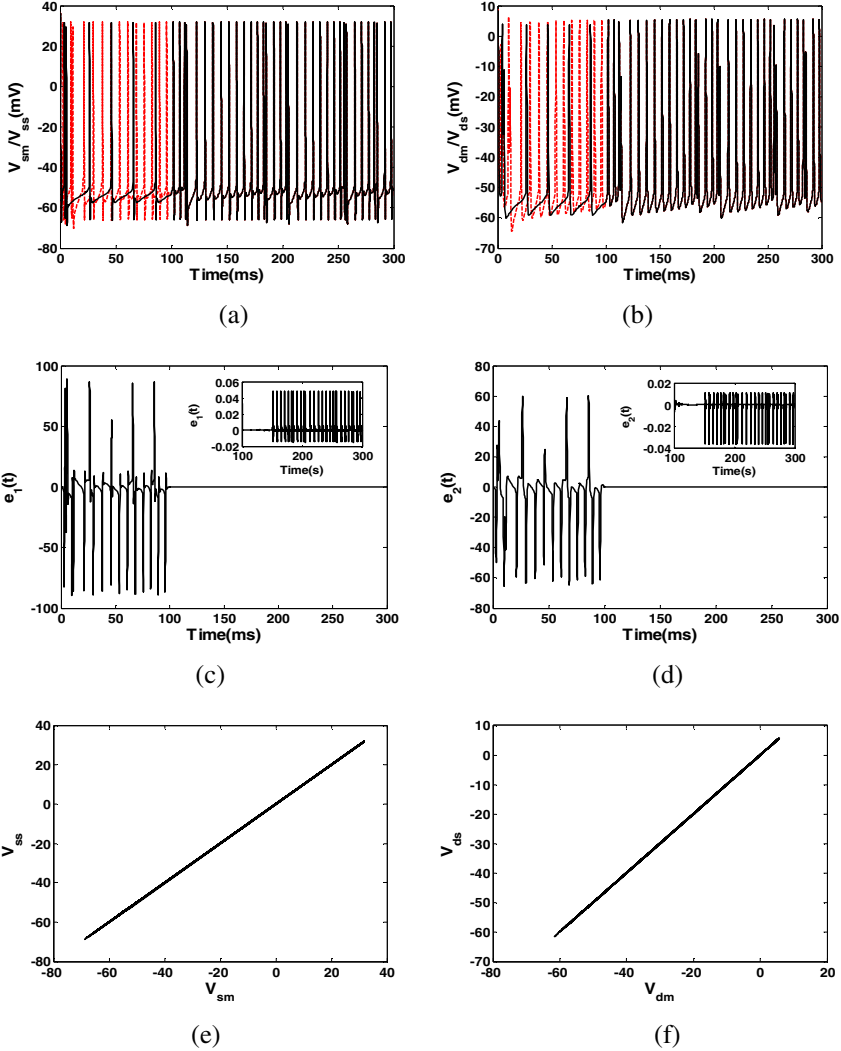 40
20
0
-20
-40
-60
-80
V_sm/V_ss(mV)
0 50 100 150 200 250 300
Time(ms)
(a)
10
0
-10
-20
-30
-40
-50
-60
-70
V_dm/V_ds(mV)
0 50 100 150 200 250 300
Time(ms)
(b)
100
50
0
-50
-100
e_1(t)
0 50 100 150 200 250 300
Time(ms)
0.06
0.04
0.02
0
-0.02
e_1(t)
100 200 300
Time(s)
(c)
80
60
40
20
0
-20
-40
-60
-80
e_2(t)
0 50 100 150 200 250 300
Time(ms)
0.02
0
-0.02
-0.04
e_2(t)
100 200 300
Time(s)
(d)
40
20
0
-20
-40
-60
-80
V_ss
-80 -60 -40 -20 0 20 40
V_sm
(e)
10
0
-10
-20
-30
-40
-50
-60
-70
V_ds
-80 -60 -40 -20 0 20
V_dm
(f)